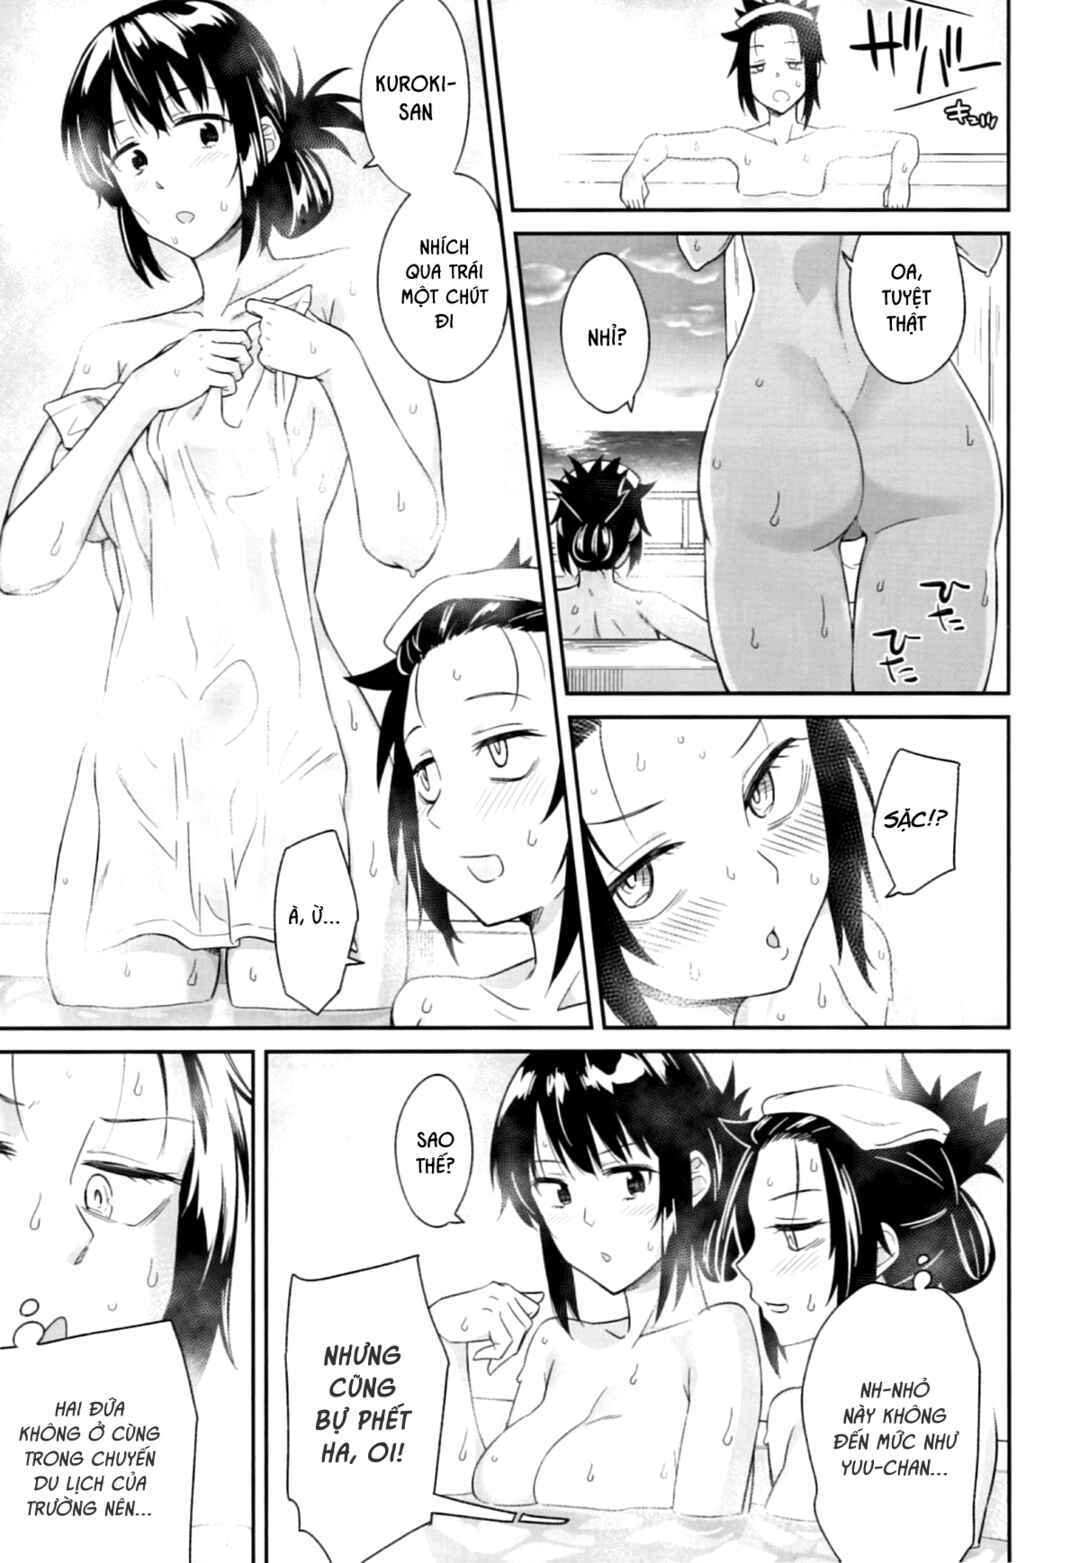 ザバー
キュッ
OA,
TUYỆT
THẬT
NHỈ?
ひた
ひた
SẶC!?
KUROKI-
SAN
NHÍCH
QUA TRÁI
MỘT CHÚT
ĐI
À, Ừ...
SAO
THẾ?
NH-NHỎ
NÀY KHÔNG
ĐẾN MỨC NHƯ
YUU-CHAN...
NHƯNG
CŨNG
BỰ PHẾT
HA, OI!
HAI ĐỨA
KHÔNG Ở CÙNG
TRONG CHUYẾN
DU LỊCH CỦA
TRƯỜNG NÊN...